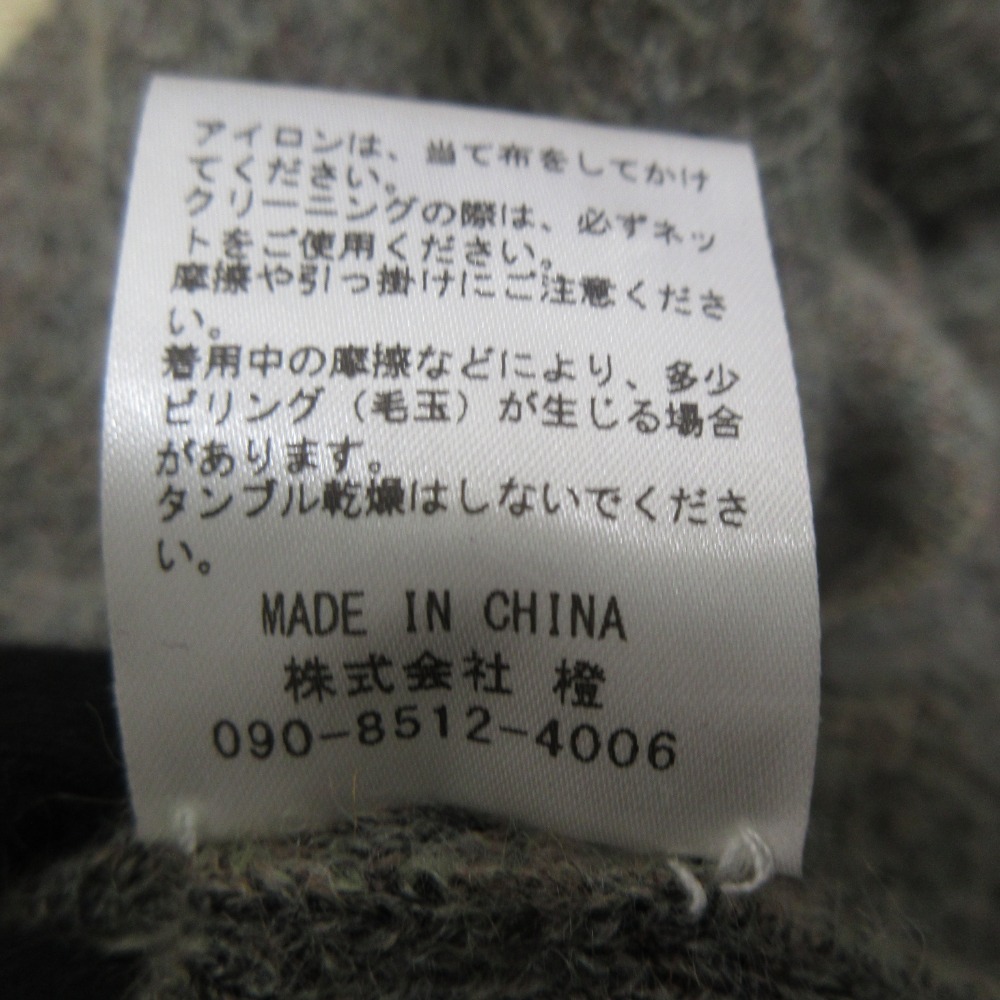 アイロンは、当て布をしてかけ
てください。
クリーニングの際は、必ずネッ
トをご使用ください。
摩擦や引っ掛けにご注意くださ
い。
着用中の摩擦などにより、多少
ピリング（毛玉）が生じる場合
があります。
タンブル乾燥はしないでくださ
い。
MADE IN CHINA
株式会社 橙
090-8512-4006